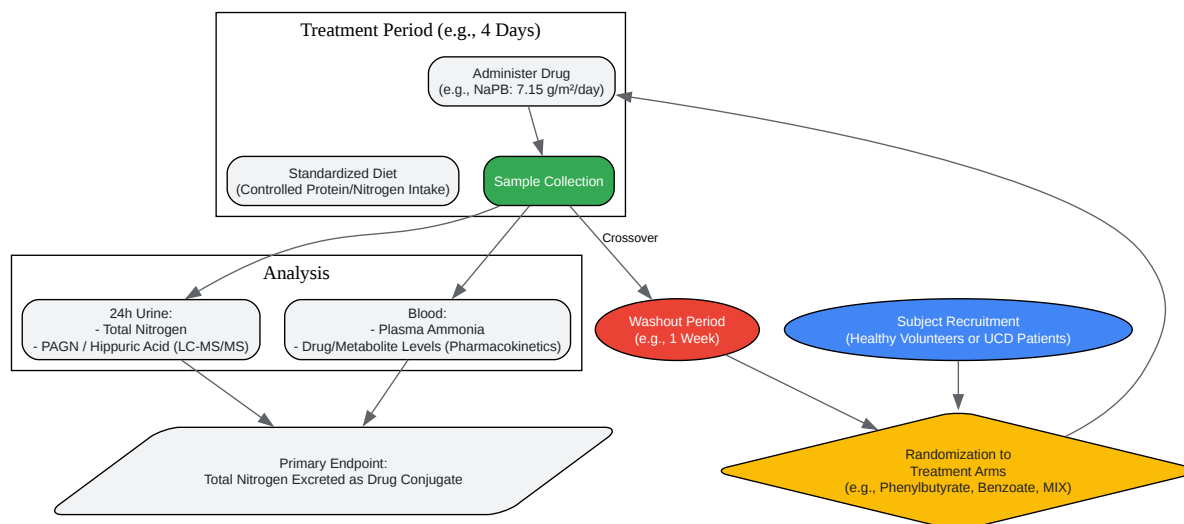 Treatment Period (e.g., 4 Days)
Administer Drug
(e.g., NaPB: 7.15 g/m²/day)
Standardized Diet
(Controlled Protein/Nitrogen Intake)
Sample Collection
Crossover
Analysis
24h Urine:
- Total Nitrogen
- PAGN / Hippuric Acid (LC-MS/MS)
Blood:
- Plasma Ammonia
- Drug/Metabolite Levels (Pharmacokinetics)
Washout Period
(e.g., 1 Week)
Subject Recruitment
(Healthy Volunteers or UCD Patients)
Primary Endpoint:
Total Nitrogen Excreted as Drug Conjugate
Randomization to
Treatment Arms
(e.g., Phenylbutyrate, Benzoate, MIX)